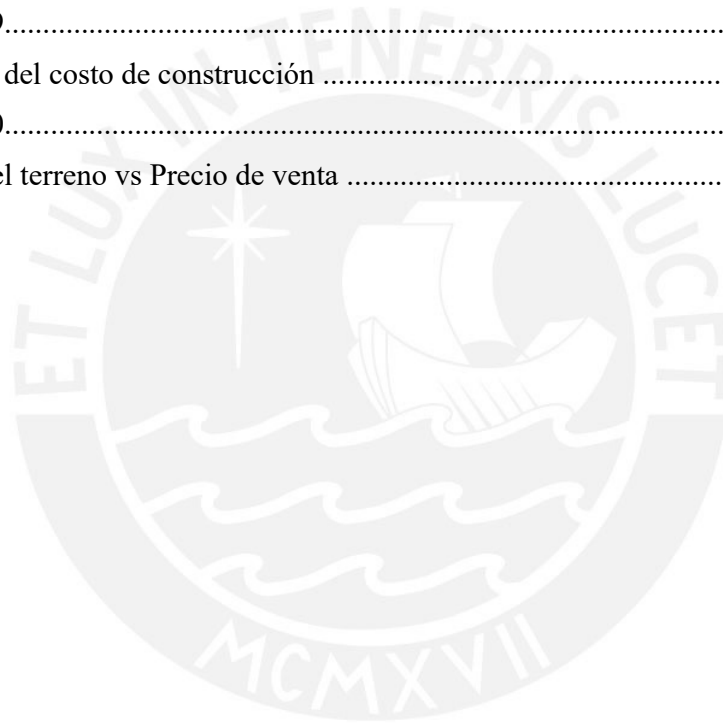 del costo de construcción ........................................................
el terreno vs Precio de venta .....................................................
ET LUX IN TENEBRIS LUCET
MCMXVII